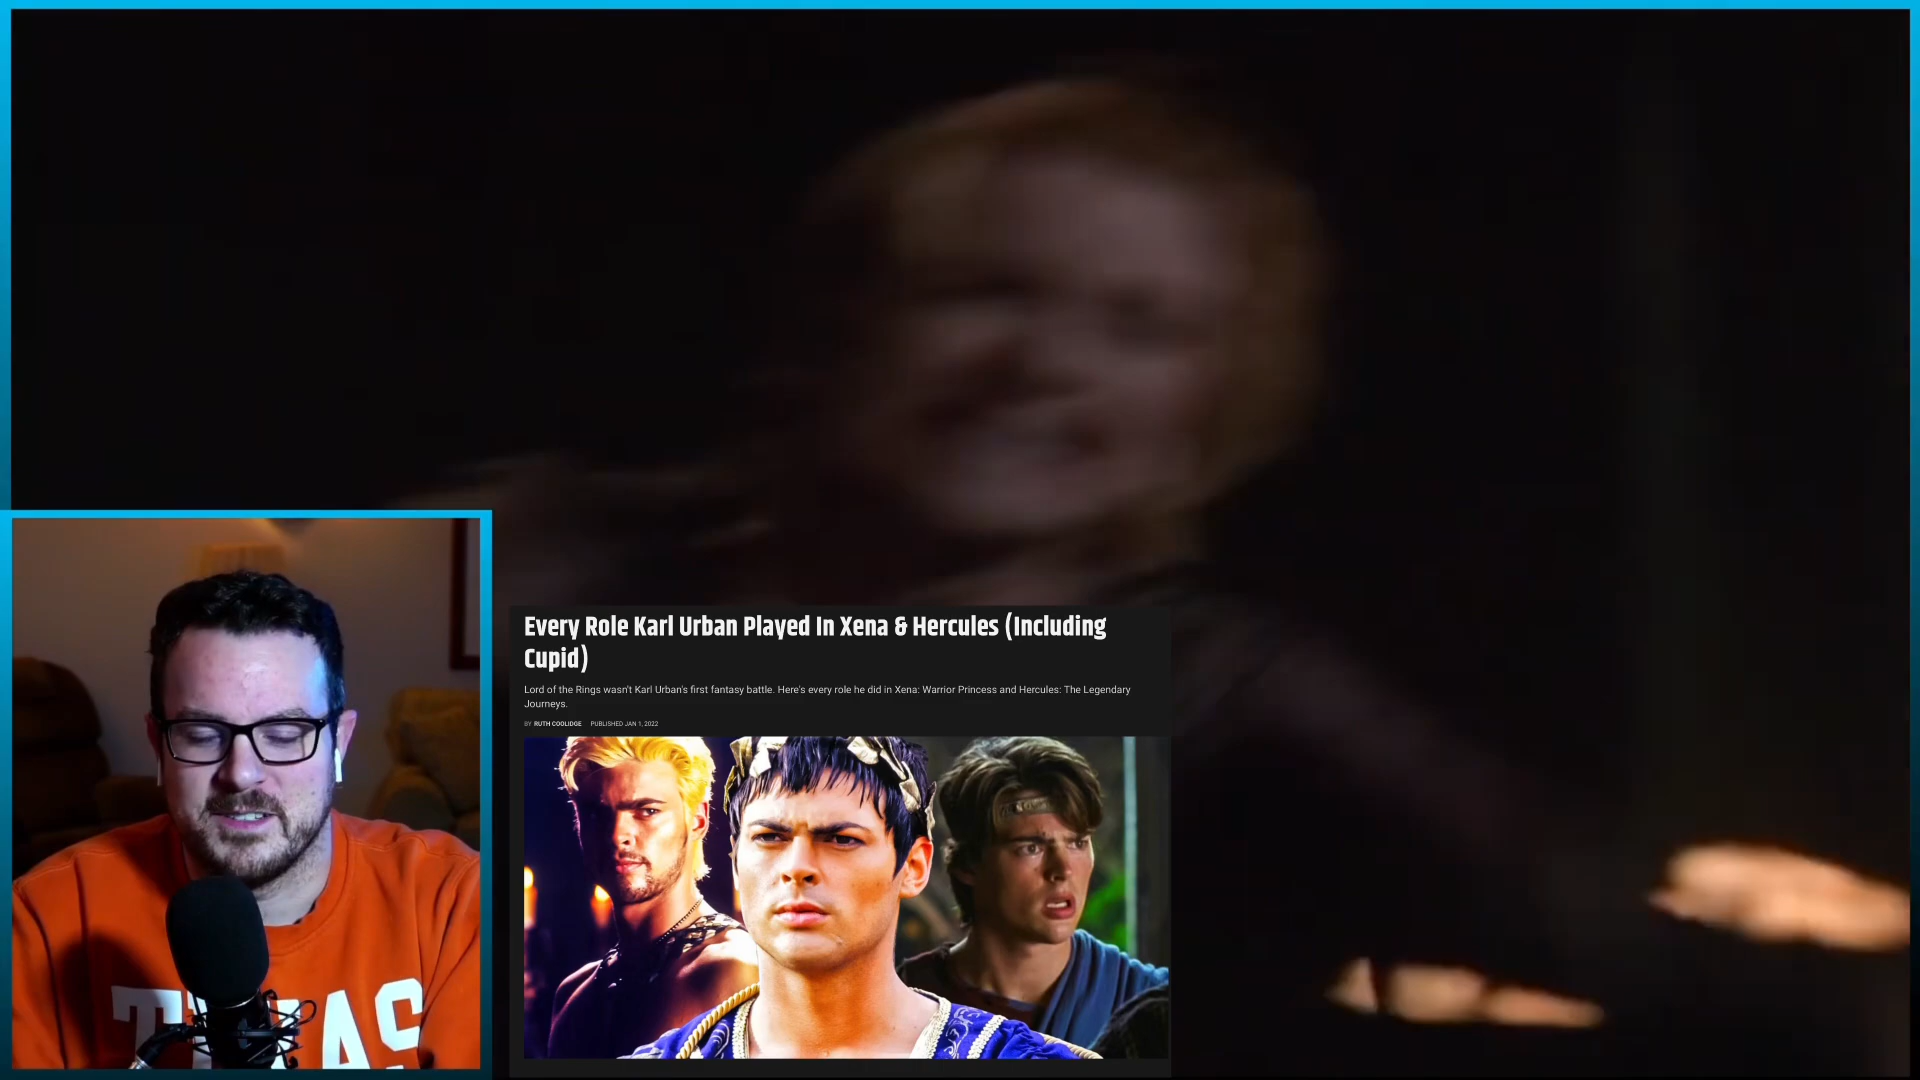 Every Role Karl Urban Played In Xena & Hercules (Including
Cupid)
Lord of the Rings wasn't Karl Urban's first fantasy battle. Here's every role he did in Xena: Warrior Princess and Hercules: The Legendary
Journeys.
BY RUTH COOLIDGE PUBLISHED JAN 1, 2022
TEXAS